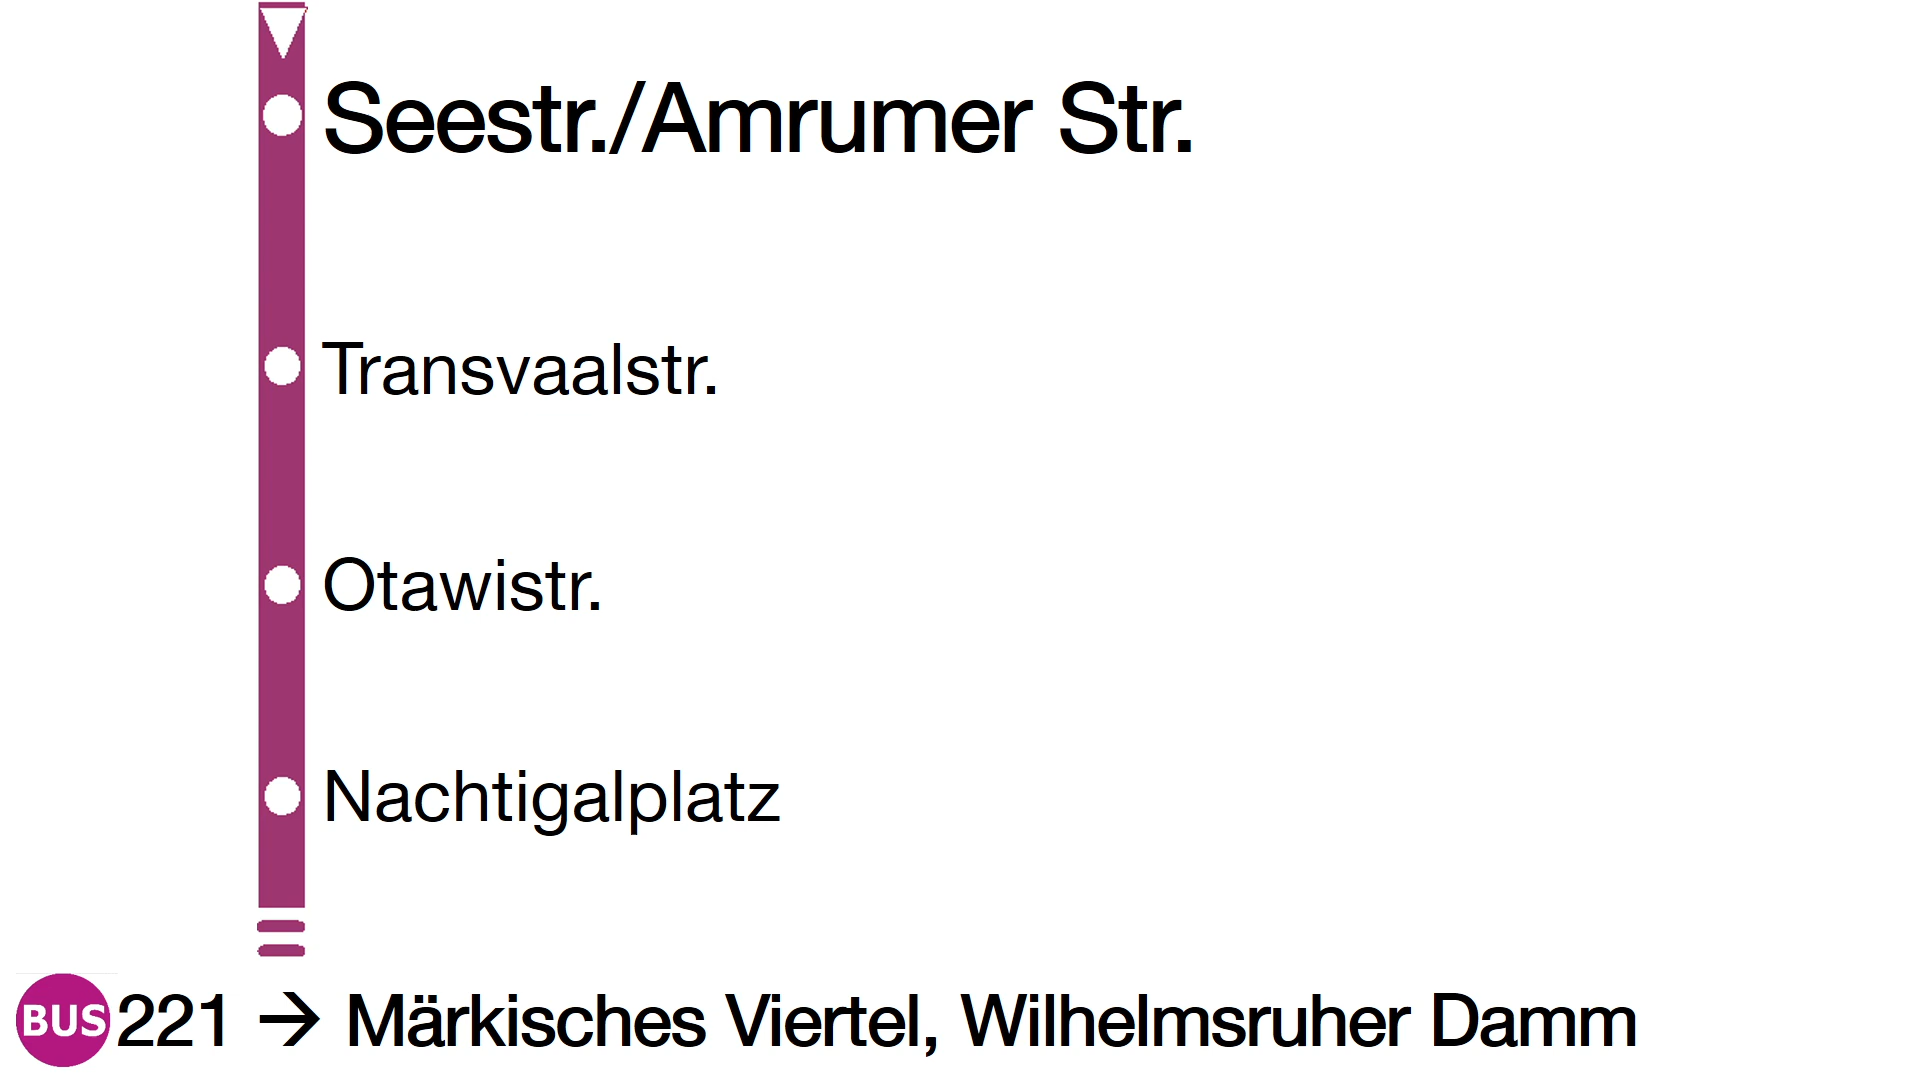 Seestr./Amrumer Str.
Transvaalstr.
Otawistr.
Nachtigalplatz
BUS 221 → Märkisches Viertel, Wilhelmsruher Damm